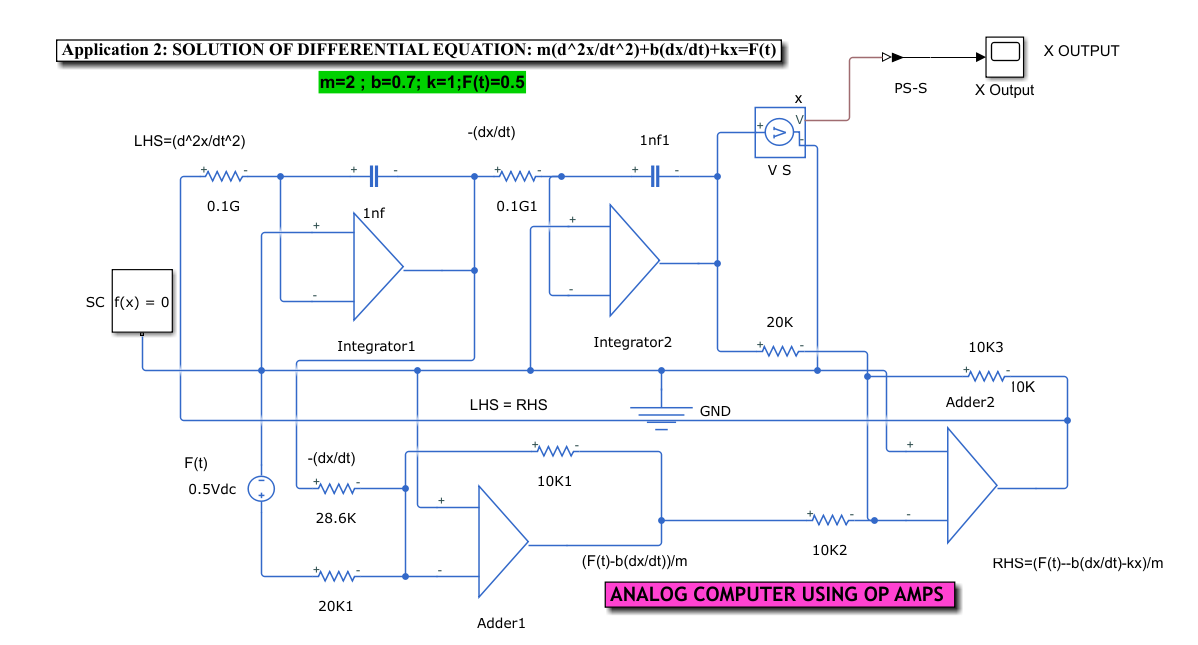 Application 2: SOLUTION OF DIFFERENTIAL EQUATION: m(d^2x/dt^2)+b(dx/dt)+kx=F(t)
m=2 ; b=0.7; k=1;F(t)=0.5
X OUTPUT
PS-S
X Output
x
V
V
V S
LHS=(d^2x/dt^2)
-(dx/dt)
1nf1
0.1G
1nf
0.1G1
SC
f(x) = 0
Integrator1
Integrator2
20K
10K3
10K
Adder2
LHS = RHS
GND
F(t)
0.5Vdc
-(dx/dt)
28.6K
10K1
20K1
Adder1
(F(t)-b(dx/dt))/m
10K2
RHS=(F(t)--b(dx/dt)-kx)/m
ANALOG COMPUTER USING OP AMPS